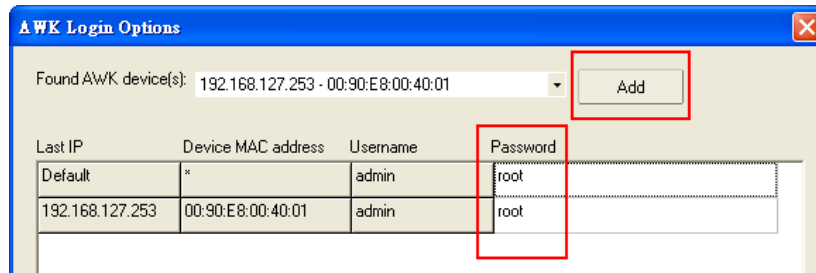 AWK Login Options
Found AWK device(s): 192.168.127.253 - 00:90:E8:00:40:01 Add
Last IP Device MAC address Username Password
Default * admin root
192.168.127.253 00:90:E8:00:40:01 admin root